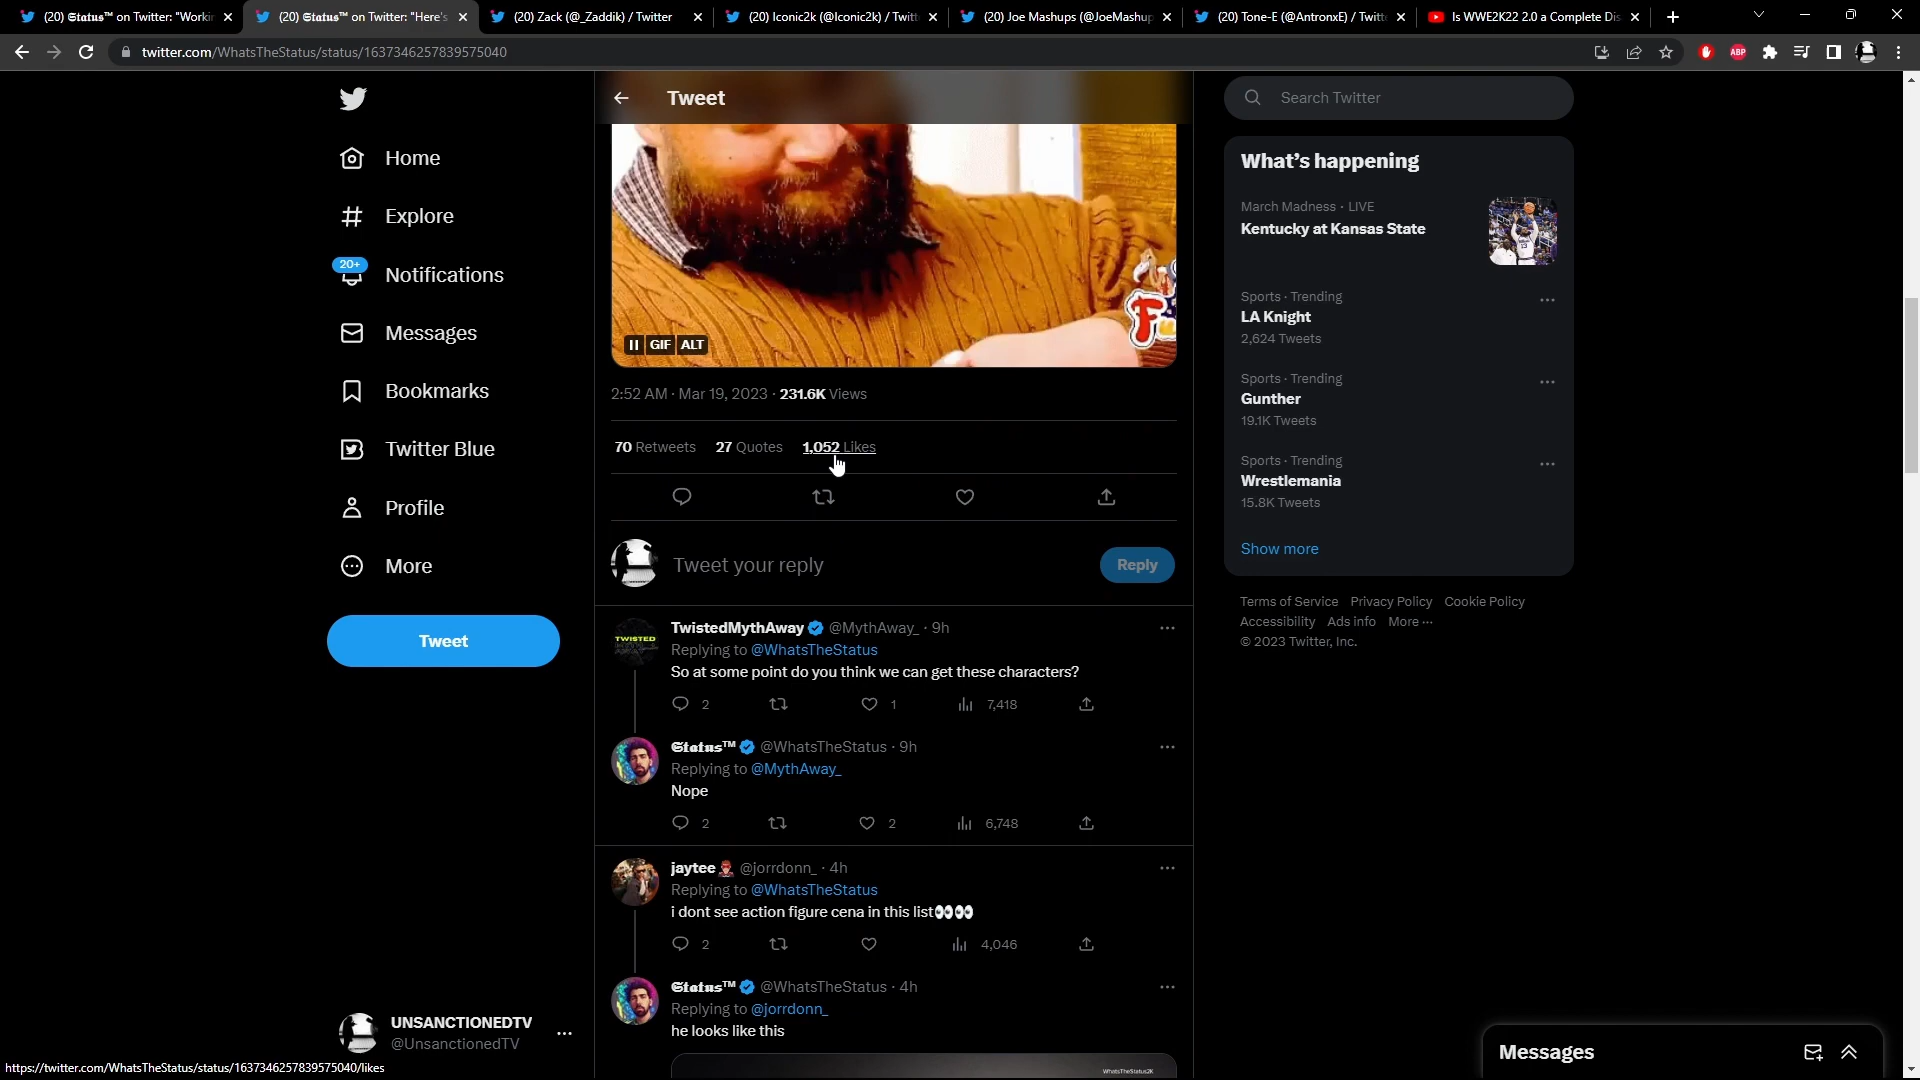 (20) 𝕾𝖙𝖆𝖙𝖚𝖘™ on Twitter: "Workin
(20) 𝕾𝖙𝖆𝖙𝖚𝖘™ on Twitter: "Here's
(20) Zack (@_Zaddik) / Twitter
(20) Iconic2k (@Iconic2k) / Twitt
(20) Joe Mashups (@JoeMashup
(20) Tone-E (@AntronxE) / Twitt
Is WWE2K22 2.0 a Complete Dis
twitter.com/WhatsTheStatus/status/1637346257839575040
ABP
Home
Explore
20+
Notifications
Messages
Bookmarks
Twitter Blue
Profile
More
Tweet
UNSANCTIONEDTV
@UnsanctionedTV
https://twitter.com/WhatsTheStatus/status/1637346257839575040/likes
Tweet
GIF ALT
2:52 AM · Mar 19, 2023 · 231.6K Views
70 Retweets 27 Quotes 1,052 Likes
Tweet your reply
Reply
TWISTED
TwistedMythAway @MythAway_ · 9h
Replying to @WhatsTheStatus
So at some point do you think we can get these characters?
2 1 7,418
𝕾𝖙𝖆𝖙𝖚𝖘™ @WhatsTheStatus · 9h
Replying to @MythAway_
Nope
2 2 6,748
jaytee @jorrdonn_ · 4h
Replying to @WhatsTheStatus
i dont see action figure cena in this list👀👀
2 4,046
𝕾𝖙𝖆𝖙𝖚𝖘™ @WhatsTheStatus · 4h
Replying to @jorrdonn_
he looks like this
WhatsTheStatus2K
Search Twitter
What's happening
March Madness · LIVE
Kentucky at Kansas State
Sports · Trending
LA Knight
2,624 Tweets
Sports · Trending
Gunther
19.1K Tweets
Sports · Trending
Wrestlemania
15.8K Tweets
Show more
Terms of Service Privacy Policy Cookie Policy
Accessibility Ads info More ···
© 2023 Twitter, Inc.
Messages